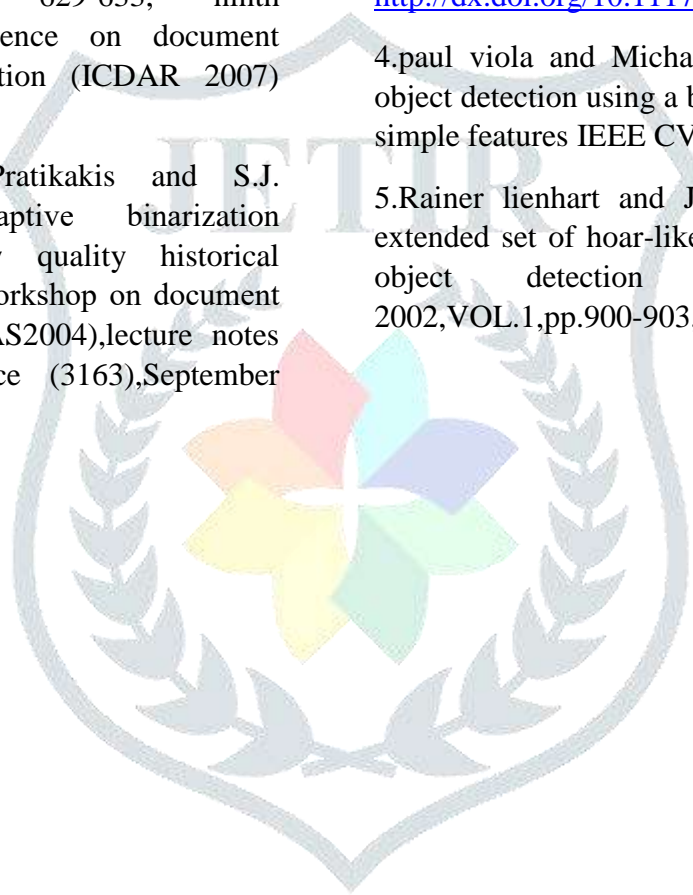 629-633, ninth
ence on document
tion (ICDAR 2007)
Pratikakis and S.J.
aptive binarization
quality historical
orkshop on document
AS2004),lecture notes
ce (3163),September
http://dx.doi.org/10.1117
4.paul viola and Micha
object detection using a b
simple features IEEE CV
5.Rainer lienhart and J
extended set of hoar-like
object detection
2002,VOL.1,pp.900-903.
JETIR